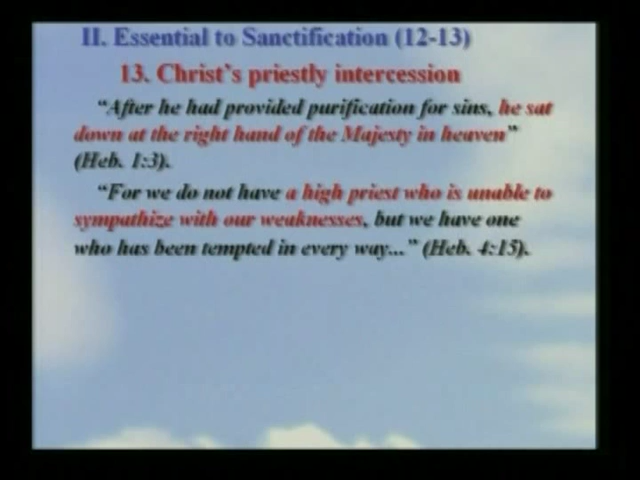 II. Essential to Sanctification (12-13)
13. Christ's priestly intercession
“After he had provided purification for sins, he sat
down at the right hand of the Majesty in heaven”
(Heb. 1:3).
“For we do not have a high priest who is unable to
sympathize with our weaknesses, but we have one
who has been tempted in every way...” (Heb. 4:15).